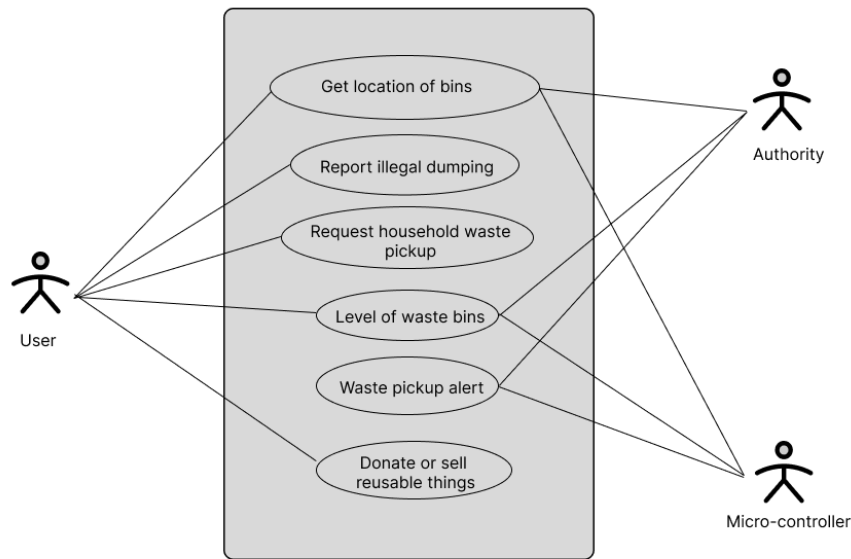 Get location of bins
Report illegal dumping
Request household waste
pickup
Level of waste bins
Waste pickup alert
Donate or sell
reusable things
User
Authority
Micro-controller